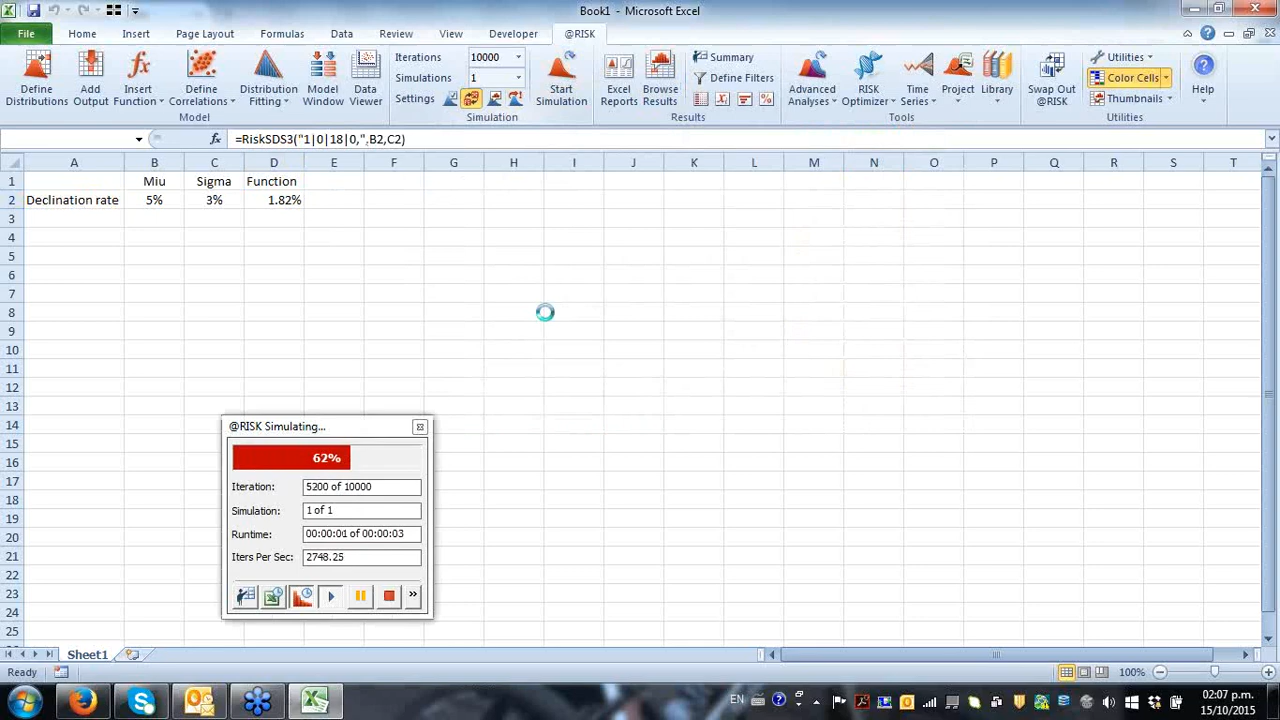 Book1 - Microsoft Excel
File Home Insert Page Layout Formulas Data Review View Developer @RISK
Define Distributions
Add Output
Insert Function
Define Correlations
Distribution Fitting
Model Window
Data Viewer
Model
Iterations 10000
Simulations 1
Settings
Start Simulation
Simulation
Excel Reports
Browse Results
Summary
Define Filters
Results
Advanced Analyses
RISK Optimizer
Time Series
Project
Library
Tools
Swap Out @RISK
Utilities
Color Cells
Thumbnails
Utilities
Help
fx =RiskSDS3("1|0|18|0,",B2,C2)
A B C D E F G H I J K L M N O P Q R S T
1 Miu Sigma Function
2 Declination rate 5% 3% 1.82%
3
4
5
6
7
8
9
10
11
12
13
14
15
16
17
18
19
20
21
22
23
24
25
@RISK Simulating...
62%
Iteration: 5200 of 10000
Simulation: 1 of 1
Runtime: 00:00:01 of 00:00:03
Iters Per Sec: 2748.25
Sheet1
Ready
100%
EN
02:07 p.m.
15/10/2015